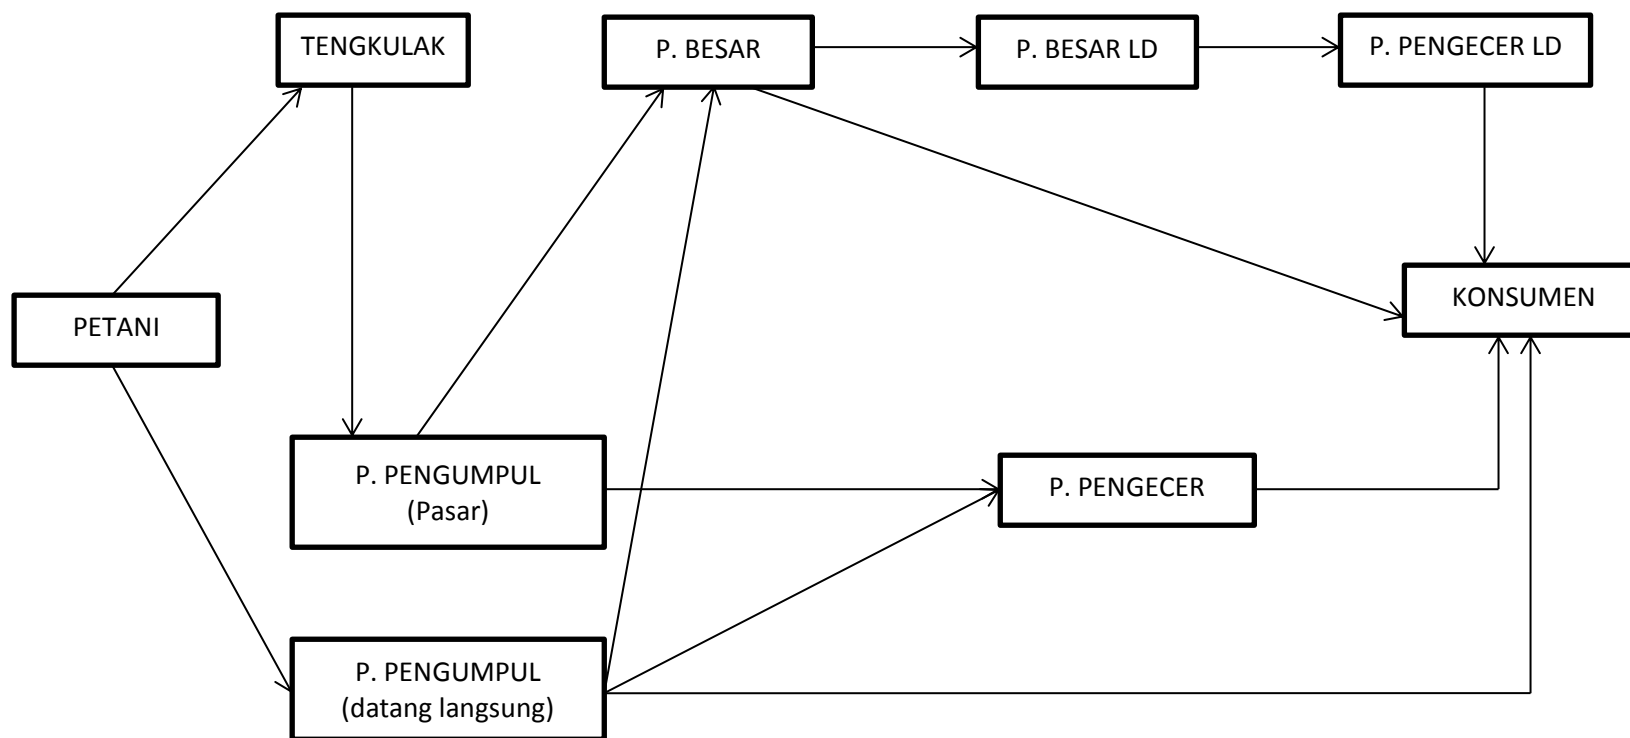 TENGKULAK
P. BESAR
P. BESAR LD
P. PENGECER LD
PETANI
KONSUMEN
P. PENGUMPUL
(Pasar)
P. PENGECER
P. PENGUMPUL
(datang langsung)